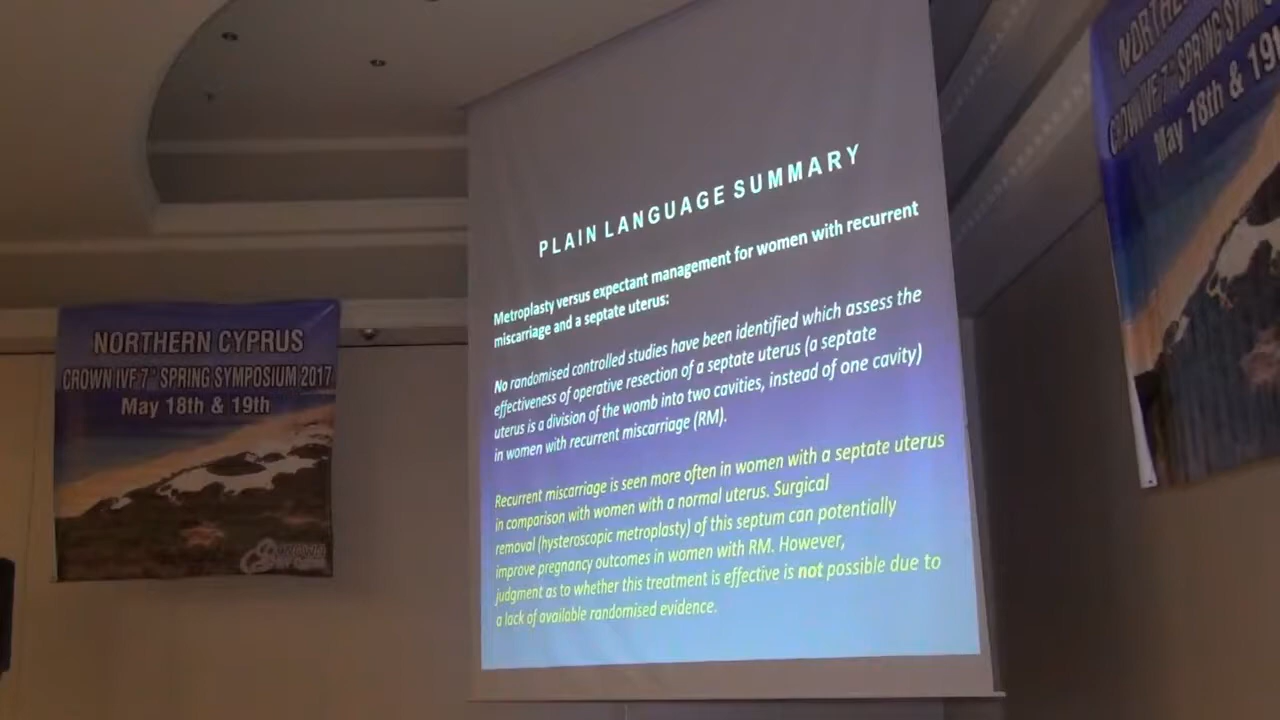 NORTHERN CYPRUS
CROWN IVF 7TH SPRING SYMPOSIUM 2017
May 18th & 19th
PLAIN LANGUAGE SUMMARY
Metroplasty versus expectant management for women with recurrent
miscarriage and a septate uterus:
No randomised controlled studies have been identified which assess the
effectiveness of operative resection of a septate uterus (a septate
uterus is a division of the womb into two cavities, instead of one cavity)
in women with recurrent miscarriage (RM).
Recurrent miscarriage is seen more often in women with a septate uterus
in comparison with women with a normal uterus. Surgical
removal (hysteroscopic metroplasty) of this septum can potentially
improve pregnancy outcomes in women with RM. However,
judgment as to whether this treatment is effective is not possible due to
a lack of available randomised evidence.
NORTHE
CROWN IVF 7TH SPRING SYM
May 18th & 19